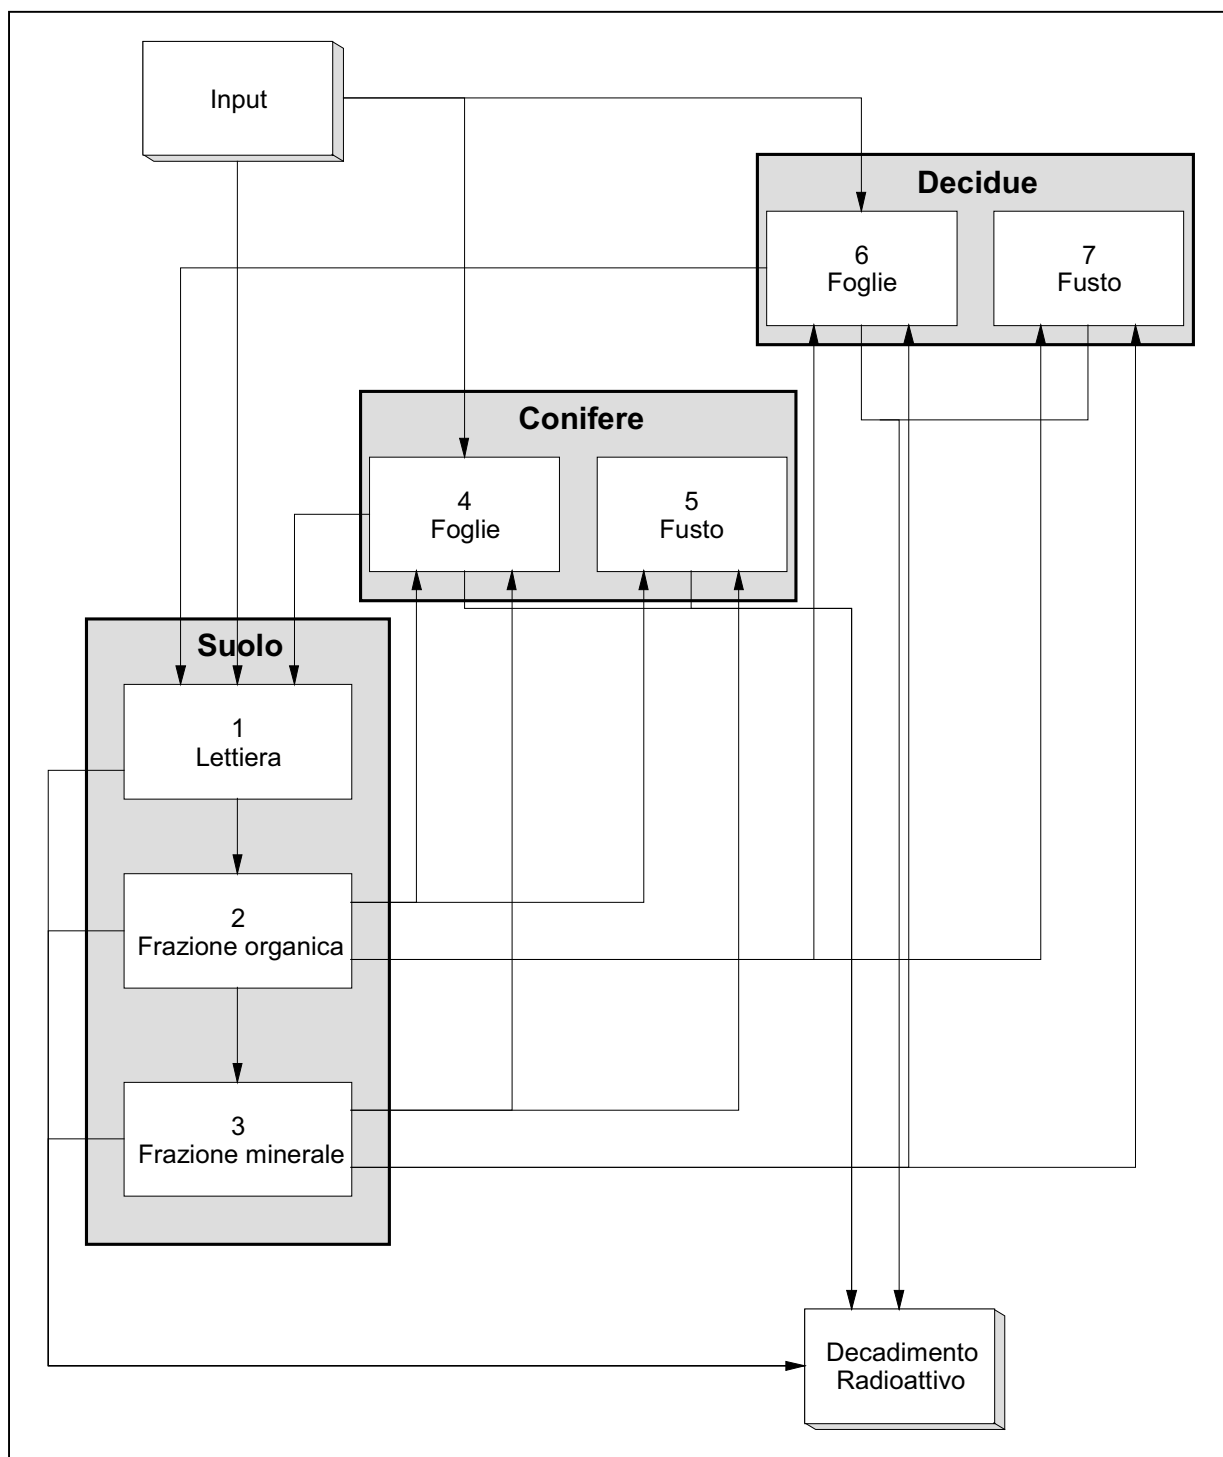 Input
Decidue
6
Foglie
7
Fusto
Conifere
4
Foglie
5
Fusto
Suolo
1
Lettiera
2
Frazione organica
3
Frazione minerale
Decadimento
Radioattivo